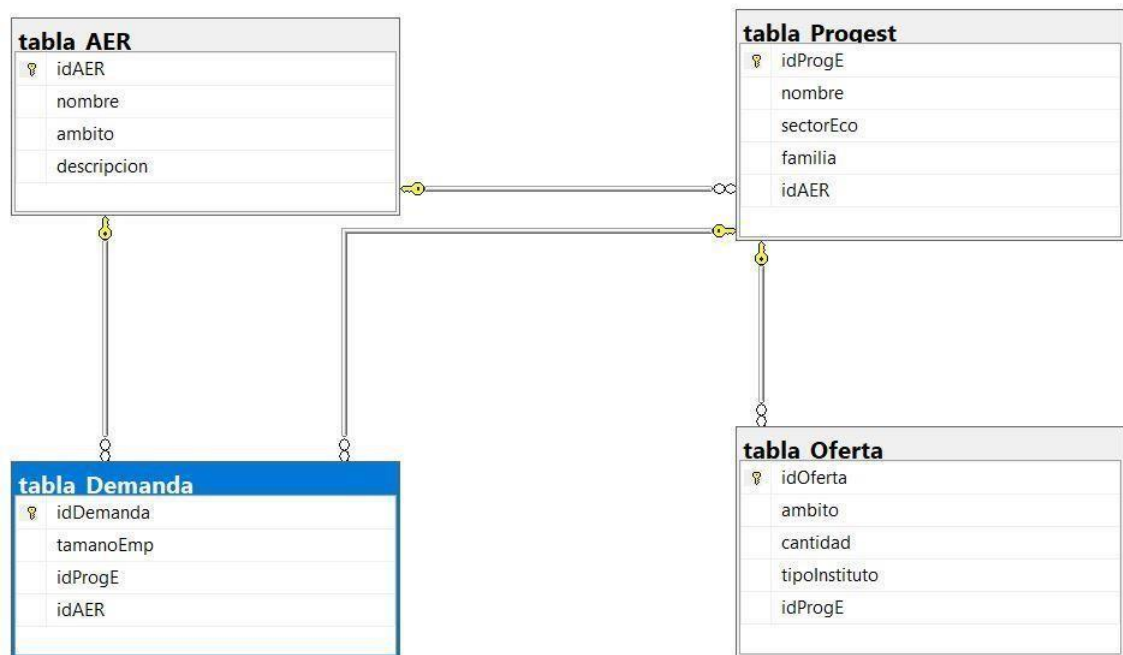 tabla_AER
idAER
nombre
ambito
descripcion
tabla_Progest
idProgE
nombre
sectorEco
familia
idAER
tabla_Demanda
idDemanda
tamanoEmp
idProgE
idAER
tabla_Oferta
idOferta
ambito
cantidad
tipoInstituto
idProgE